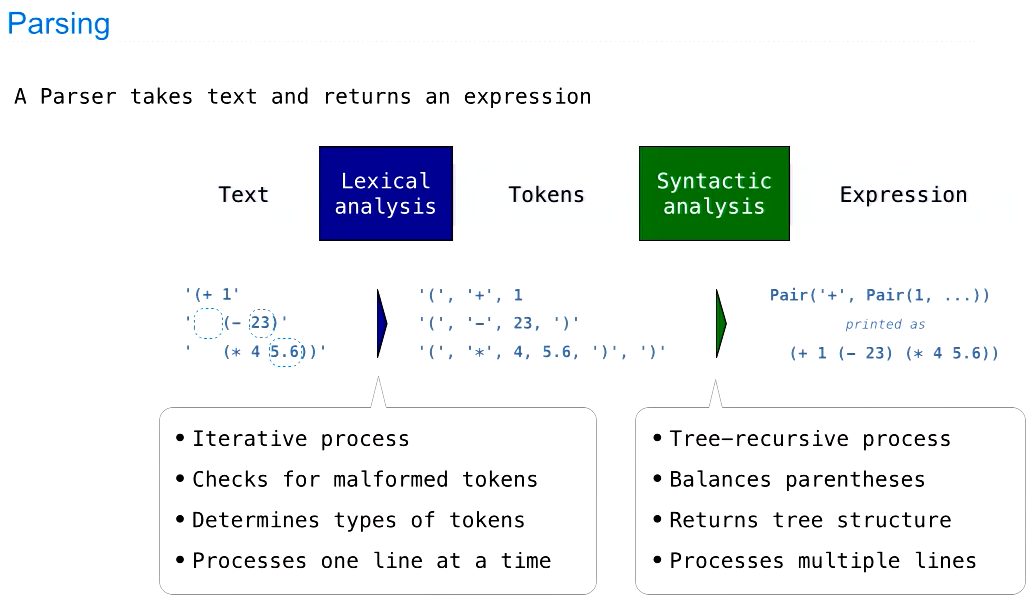 Parsing
A Parser takes text and returns an expression
Text
Lexical
analysis
Tokens
Syntactic
analysis
Expression
'(+ 1'
'   (− 23)'
'   (* 4 5.6))'
'(', '+', 1
'(', '−', 23, ')'
'(', '*', 4, 5.6, ')', ')'
Pair('+', Pair(1, ...))
printed as
(+ 1 (− 23) (* 4 5.6))
• Iterative process
• Checks for malformed tokens
• Determines types of tokens
• Processes one line at a time
• Tree−recursive process
• Balances parentheses
• Returns tree structure
• Processes multiple lines